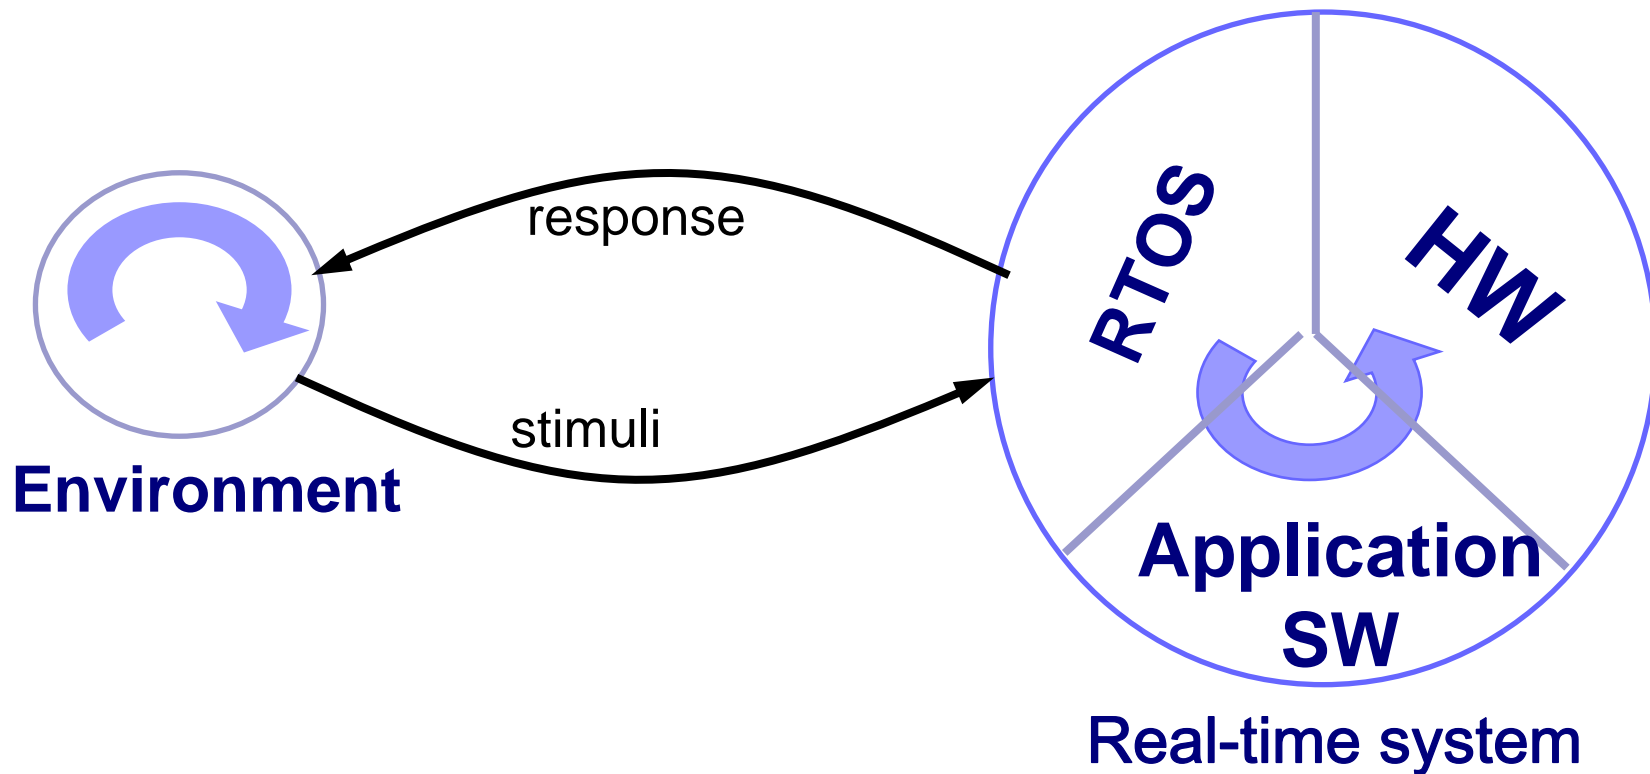 response
RTOS
HW
stimuli
Environment
Application
SW
Real-time system